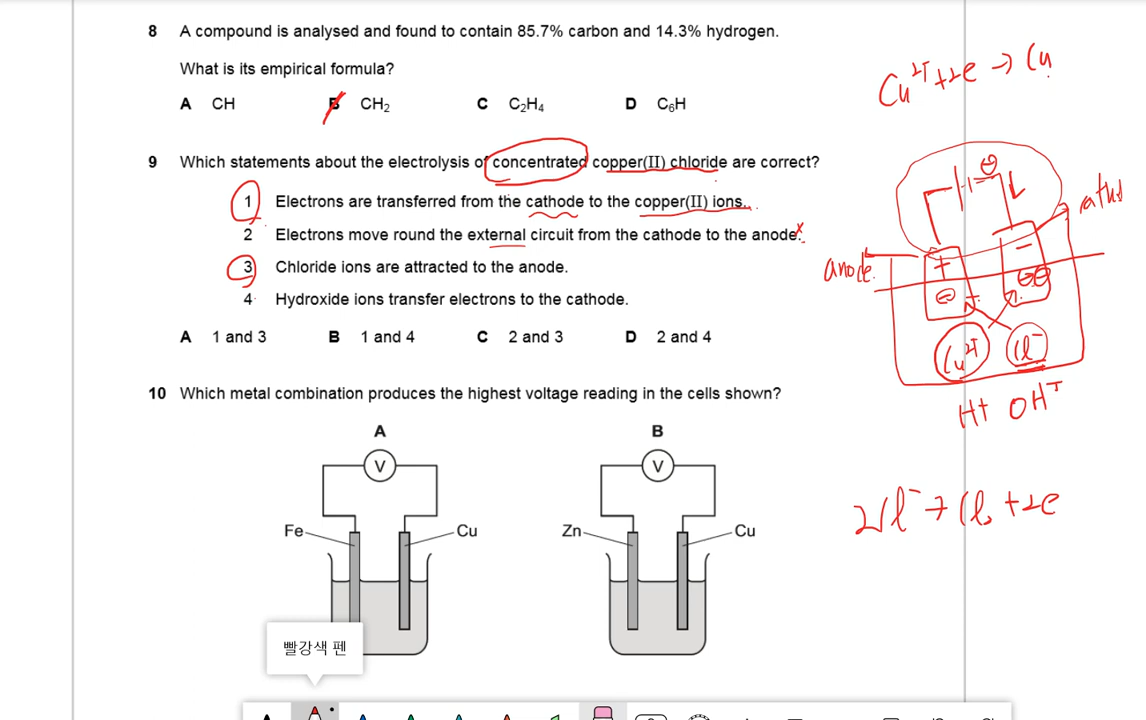 8 A compound is analysed and found to contain 85.7% carbon and 14.3% hydrogen.
What is its empirical formula?
A CH B CH₂ C C₂H₄ D C₆H
Cu²⁺+2e → Cu
9 Which statements about the electrolysis of concentrated copper(II) chloride are correct?
1 Electrons are transferred from the cathode to the copper(II) ions.
2 Electrons move round the external circuit from the cathode to the anode.
3 Chloride ions are attracted to the anode.
4 Hydroxide ions transfer electrons to the cathode.
A 1 and 3 B 1 and 4 C 2 and 3 D 2 and 4
anode.
+ −
Cu²⁺ Cl⁻
H+ OH⁻
10 Which metal combination produces the highest voltage reading in the cells shown?
A B
V V
2Cl⁻ → Cl₂ +2e
Fe Cu Zn Cu
빨강색 펜